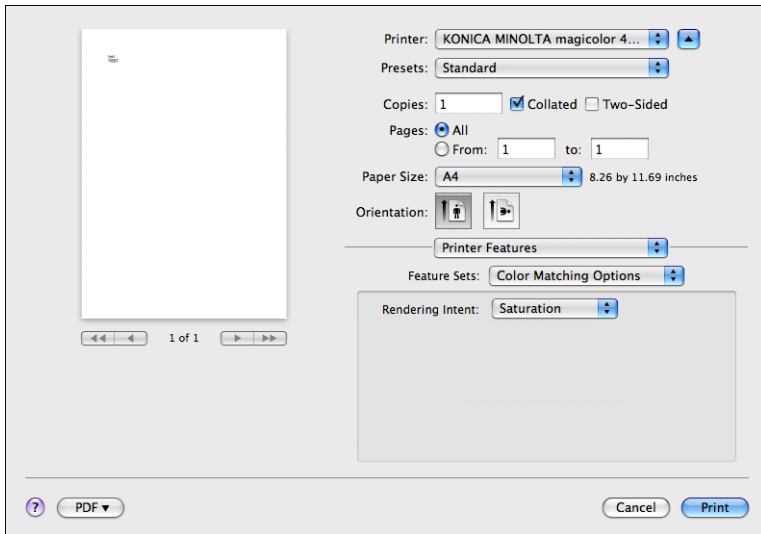 test
TEST
Printer: KONICA MINOLTA magicolor 4...
Presets: Standard
Copies: 1 Collated Two-Sided
Pages: All
From: 1 to: 1
Paper Size: A4 8.26 by 11.69 inches
Orientation:
Printer Features
Feature Sets: Color Matching Options
Rendering Intent: Saturation
1 of 1
? PDF Cancel Print